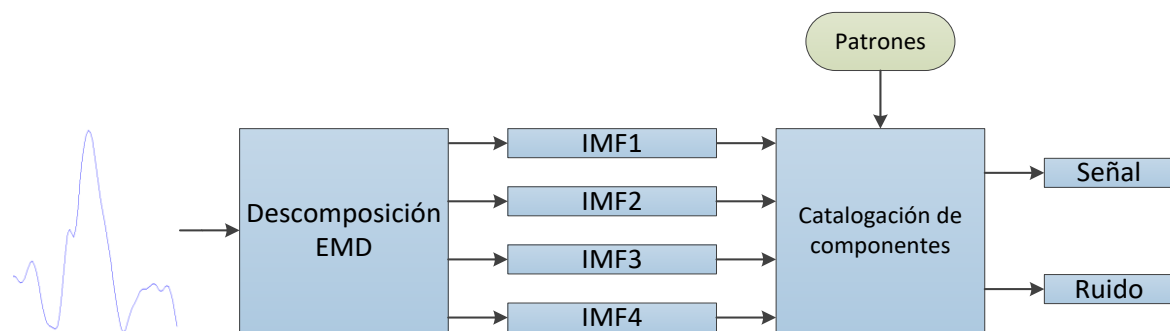 Patrones
Descomposición
EMD
IMF1
IMF2
IMF3
IMF4
Catalogación de
componentes
Señal
Ruido